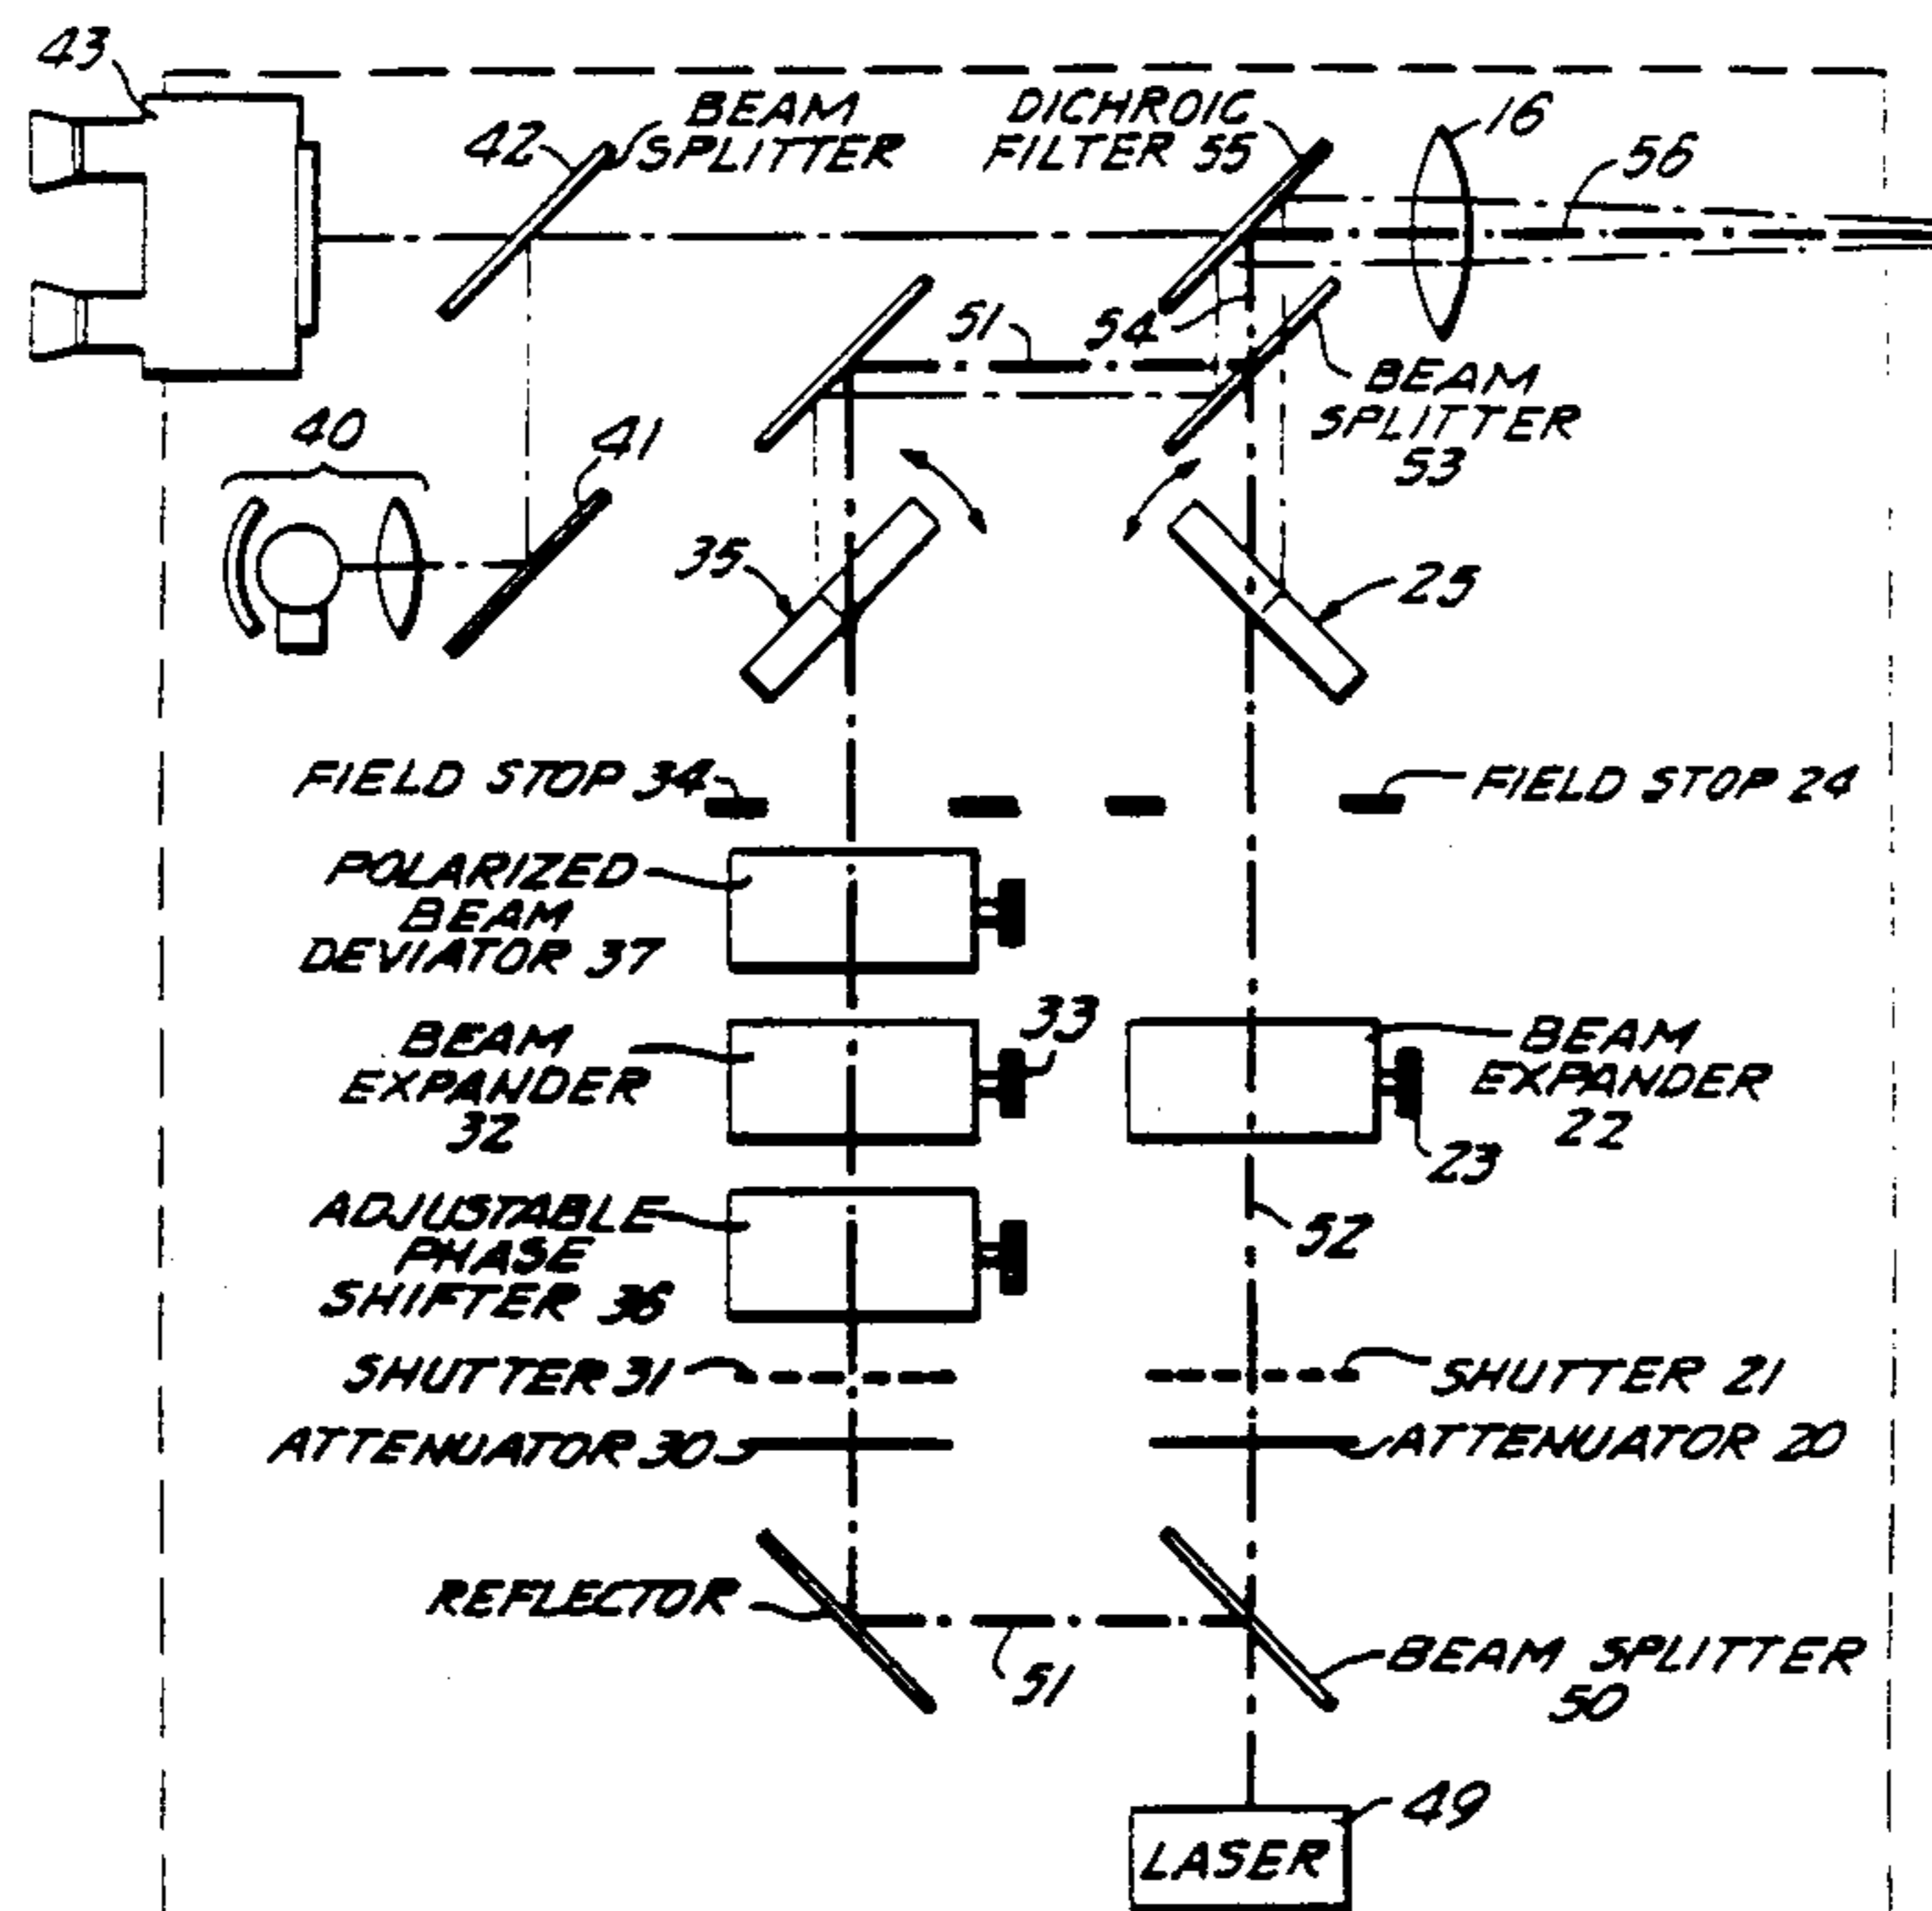 43
BEAM
SPLITTER
42
DICHROIC
FILTER 55
16
56
51
54
BEAM
SPLITTER
53
40
41
35
25
FIELD STOP 34
FIELD STOP 24
POLARIZED
BEAM
DEVIATOR 37
BEAM
EXPANDER
32
33
BEAM
EXPANDER
22
23
ADJUSTABLE
PHASE
SHIFTER 36
52
SHUTTER 31
SHUTTER 21
ATTENUATOR 30
ATTENUATOR 20
REFLECTOR
51
BEAM SPLITTER
50
49
LASER